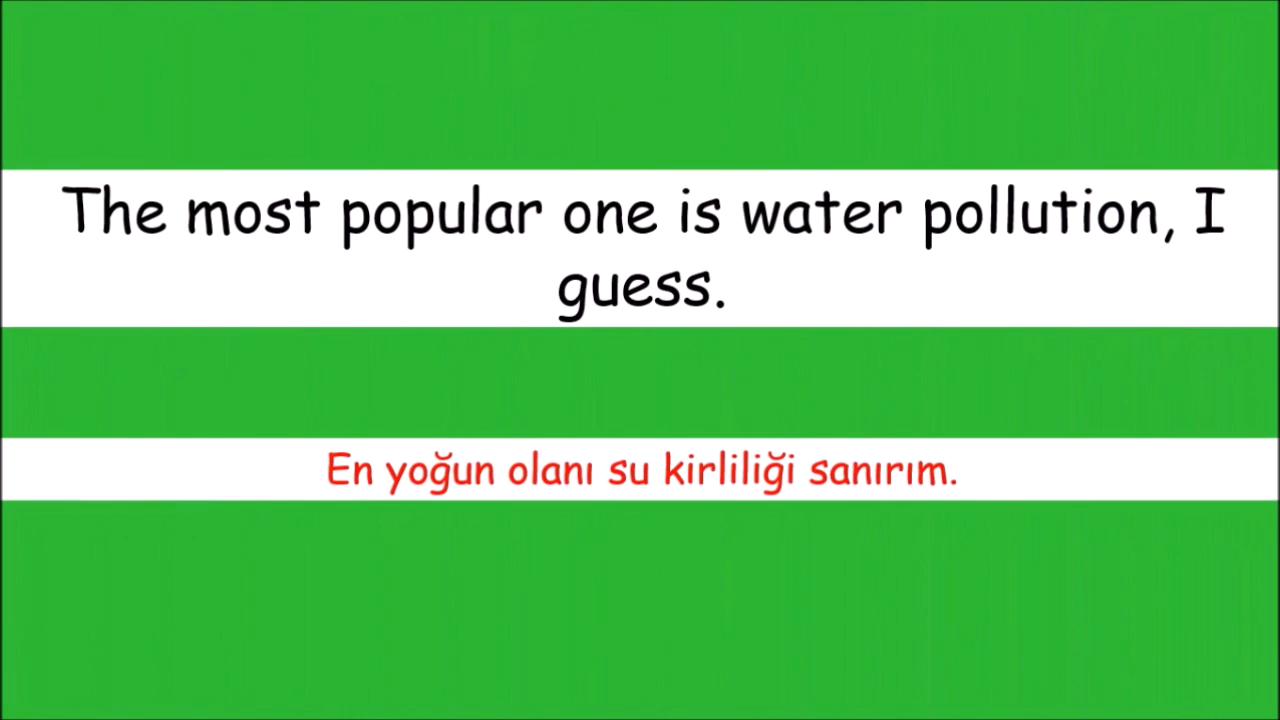 The most popular one is water pollution, I
guess.
En yoğun olanı su kirliliği sanırım.